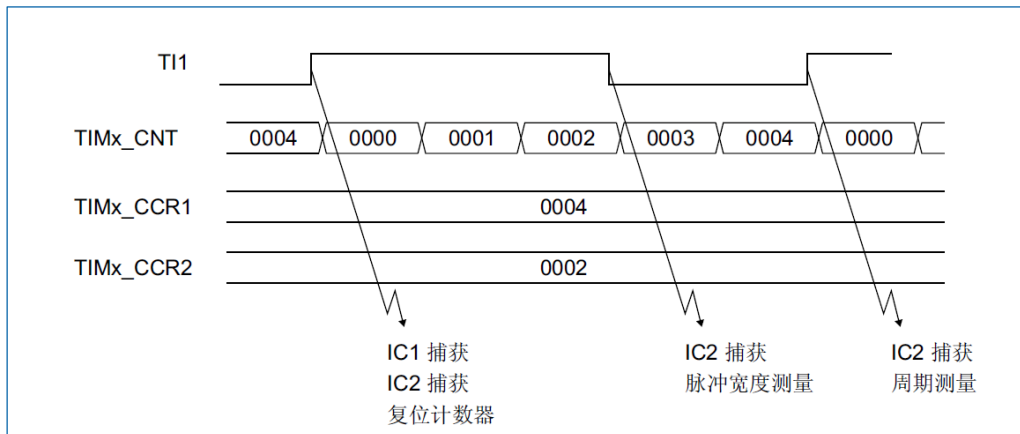 TI1
TIMx_CNT 0004 0000 0001 0002 0003 0004 0000
TIMx_CCR1 0004
TIMx_CCR2 0002
IC1 捕获
IC2 捕获
复位计数器
IC2 捕获
脉冲宽度测量
IC2 捕获
周期测量